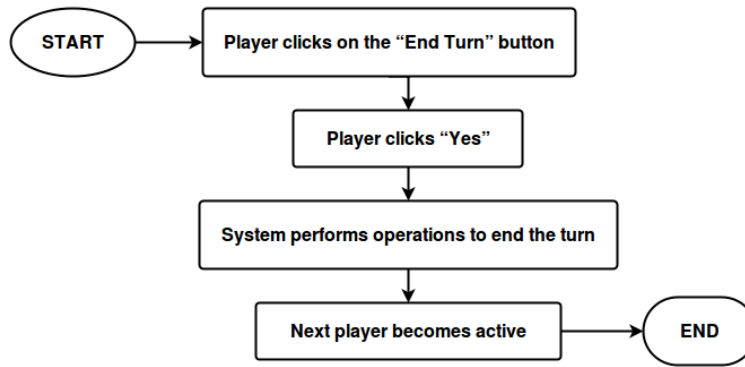 START
Player clicks on the “End Turn” button
Player clicks “Yes”
System performs operations to end the turn
Next player becomes active
END